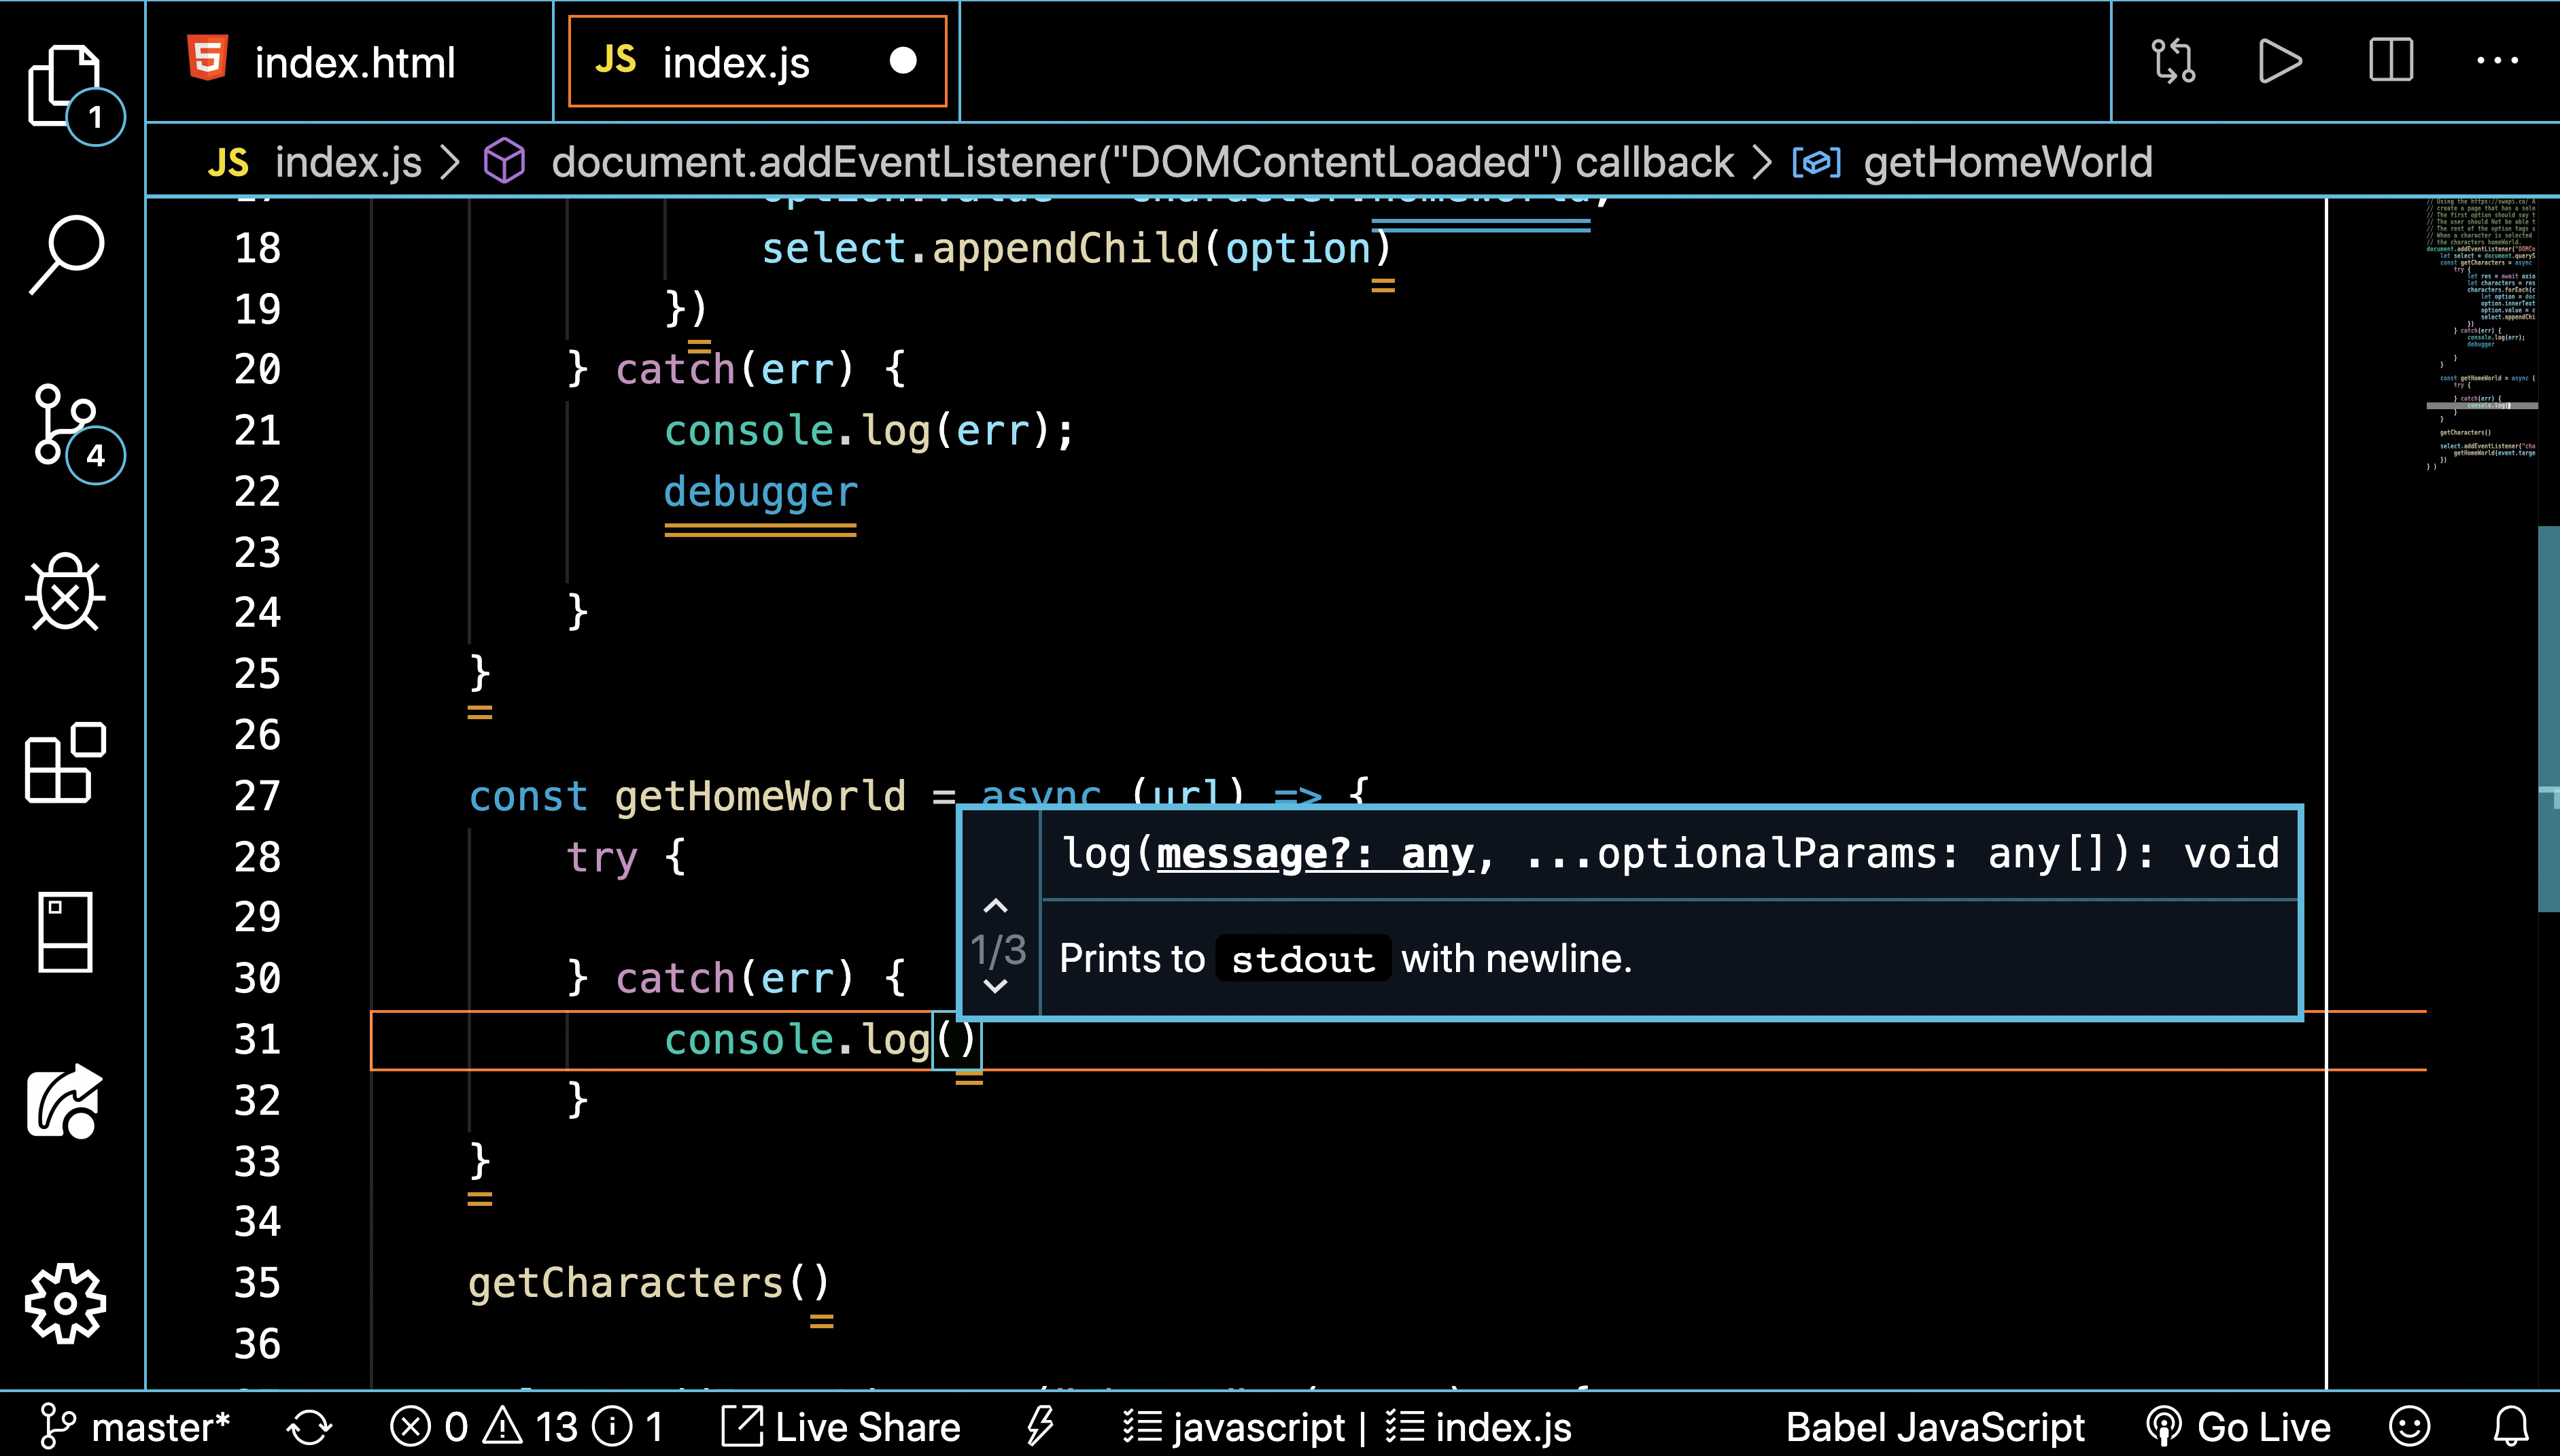 index.html
JS index.js
1
JS index.js > document.addEventListener("DOMContentLoaded") callback > getHomeWorld
18 select.appendChild(option)
19 })
20 } catch(err) {
21 console.log(err);
22 debugger
23
24 }
25 }
26
27 const getHomeWorld = async (url) => {
28 try {
log(message?: any, ...optionalParams: any[]): void
29
1/3
Prints to stdout with newline.
30 } catch(err) {
31 console.log()
32 }
33 }
34
35 getCharacters()
36
4
master* 0 13 1 Live Share javascript | index.js Babel JavaScript Go Live